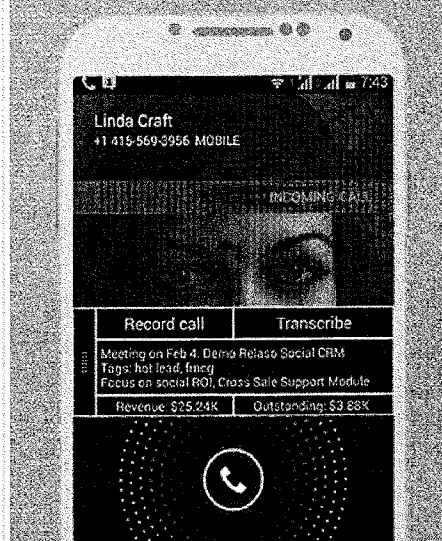 7:43
Linda Craft
+1 415-569-3956 MOBILE
INCOMING CALL
Record call
Transcribe
Meeting on Feb 4. Demo Relaso Social CRM
Tags: hot lead, fmcg
Focus on social ROI, Cross Sale Support Module
Revenue: $25.24K
Outstanding: $3.88K